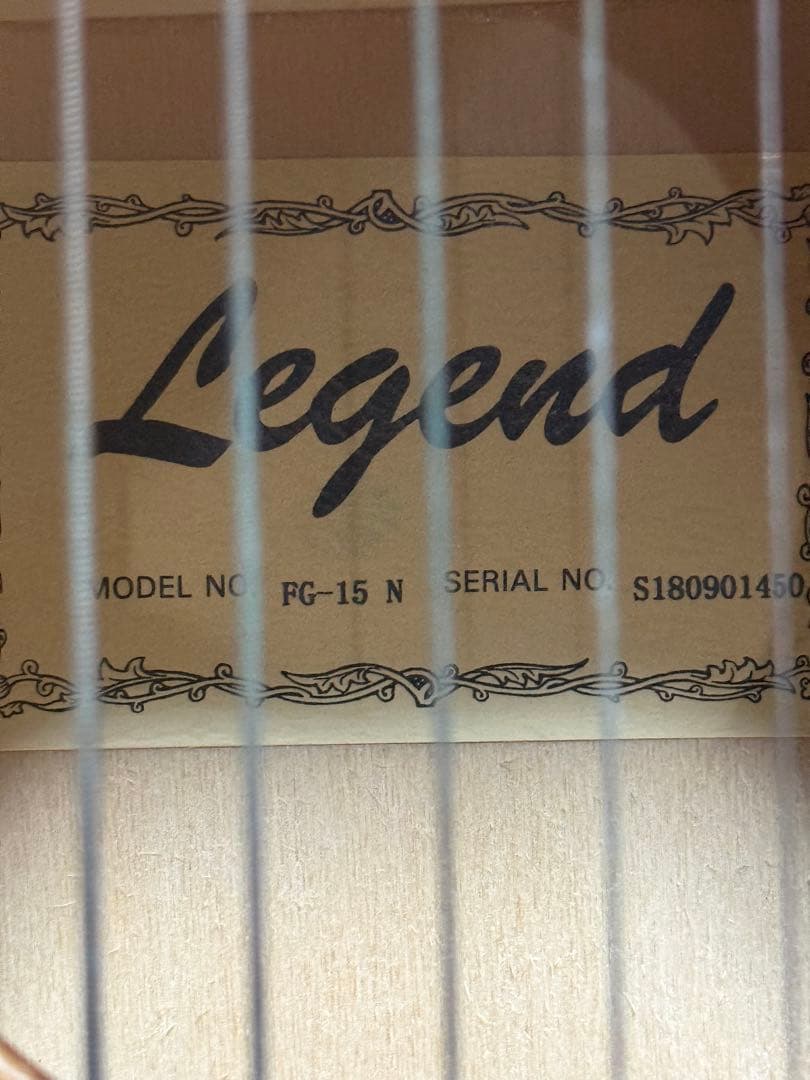 Legend
MODEL NO. FG-15 N SERIAL NO. S180901450